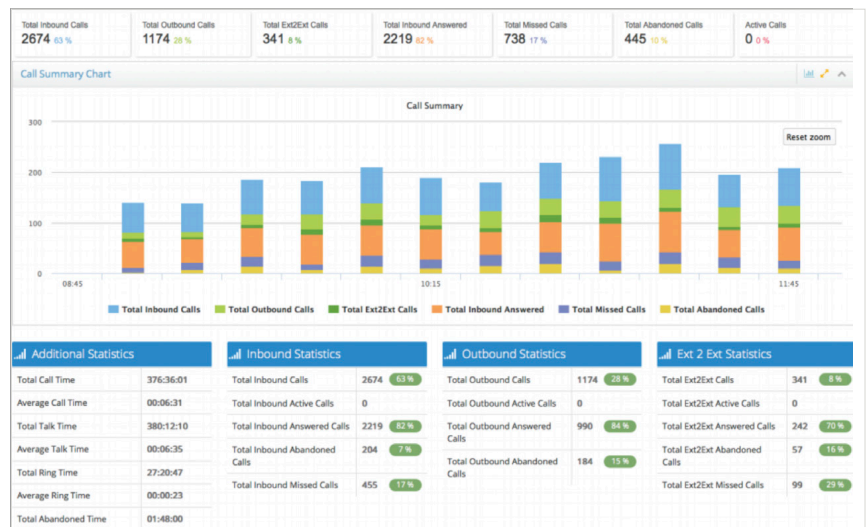 Total Inbound Calls
2674 63 %
Total Outbound Calls
1174 28 %
Total Ext2Ext Calls
341 8 %
Total Inbound Answered
2219 82 %
Total Missed Calls
738 17 %
Total Abandoned Calls
445 10 %
Active Calls
0 0 %
Call Summary Chart
Call Summary
Reset zoom
300
200
100
0
08:45
10:15
11:45
Total Inbound Calls
Total Outbound Calls
Total Ext2Ext Calls
Total Inbound Answered
Total Missed Calls
Total Abandoned Calls
Additional Statistics
Total Call Time 376:36:01
Average Call Time 00:06:31
Total Talk Time 380:12:10
Average Talk Time 00:06:35
Total Ring Time 27:20:47
Average Ring Time 00:00:23
Total Abandoned Time 01:48:00
Inbound Statistics
Total Inbound Calls 2674 63 %
Total Inbound Active Calls 0
Total Inbound Answered Calls 2219 82 %
Total Inbound Abandoned 204 7 %
Calls
Total Inbound Missed Calls 455 17 %
Outbound Statistics
Total Outbound Calls 1174 28 %
Total Outbound Active Calls 0
Total Outbound Answered 990 84 %
Calls
Total Outbound Abandoned 184 15 %
Calls
Ext 2 Ext Statistics
Total Ext2Ext Calls 341 8 %
Total Ext2Ext Active Calls 0
Total Ext2Ext Answered Calls 242 70 %
Total Ext2Ext Abandoned 57 16 %
Calls
Total Ext2Ext Missed Calls 99 29 %